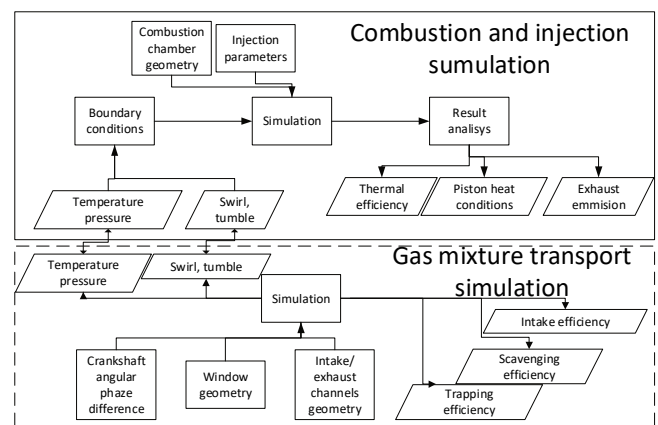 Combustion and injection
sumulation
Combustion
chamber
geometry
Injection
parameters
Boundary
conditions
Simulation
Result
analisys
Temperature
pressure
Swirl,
tumble
Thermal
efficiency
Piston heat
conditions
Exhaust
emmision
Gas mixture transport
simulation
Temperature
pressure
Swirl, tumble
Simulation
Intake efficiency
Crankshaft
angular
phaze
difference
Window
geometry
Intake/
exhaust
channels
geometry
Scavenging
efficiency
Trapping
efficiency